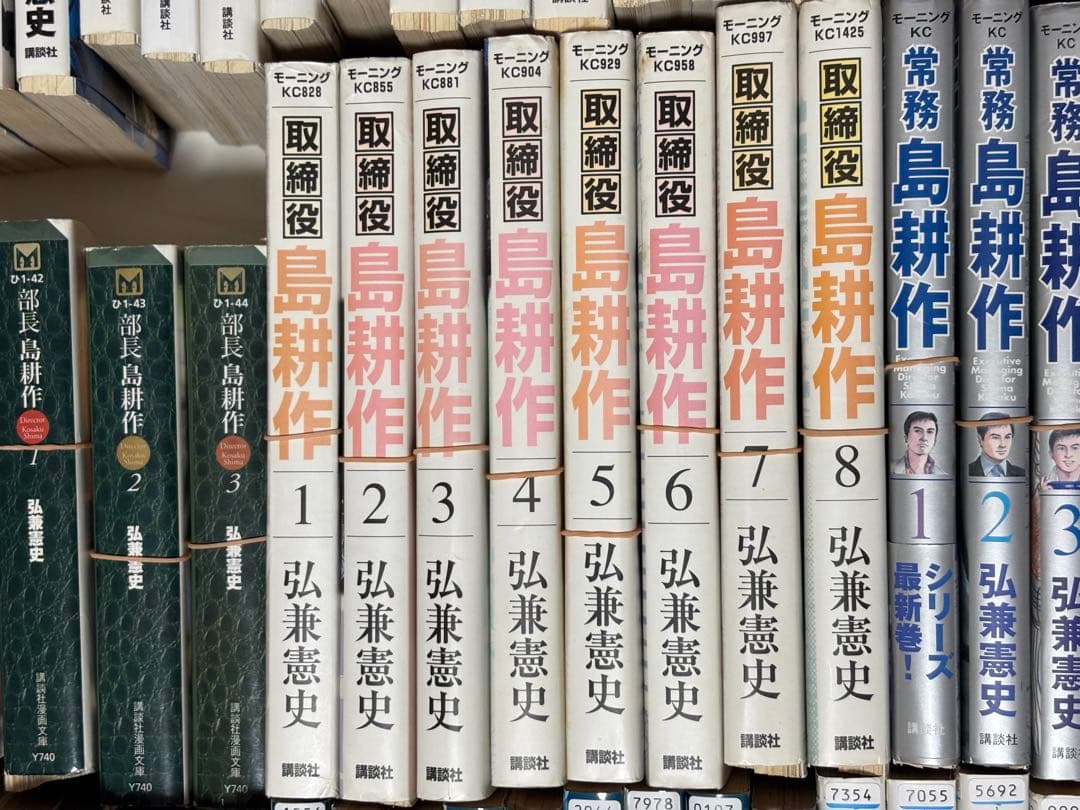 憲史
講談社
社
講談社
講談社
ひ1-42
部長 島耕作
Director
Kosaku
Shima
1
弘兼憲史
講談社漫画文庫
Y740
ひ1-43
部長 島耕作
Director
Kosaku
Shima
2
弘兼憲史
講談社漫画文庫
Y740
ひ1-44
部長 島耕作
Director
Kosaku
Shima
3
弘兼憲史
講談社漫画文庫
Y740
モーニング
KC828
取締役
島耕作
1
弘兼憲史
講談社
モーニング
KC855
取締役
島耕作
2
弘兼憲史
講談社
モーニング
KC881
取締役
島耕作
3
弘兼憲史
講談社
モーニング
KC904
取締役
島耕作
4
弘兼憲史
講談社
モーニング
KC929
取締役
島耕作
5
弘兼憲史
講談社
モーニング
KC958
取締役
島耕作
6
弘兼憲史
講談社
モーニング
KC997
取締役
島耕作
7
弘兼憲史
講談社
モーニング
KC1425
取締役
島耕作
8
弘兼憲史
講談社
モーニング
KC
常務
島耕作
Executive
Managing
Director
Shima
Kosaku
1
シリーズ
最新巻!
講談社
モーニング
KC
常務
島耕作
Executive
Managing
Director
Shima
Kosaku
2
弘兼憲史
講談社
常務
島耕作
3
弘兼憲史
講談社
7978
7354
7055
5692